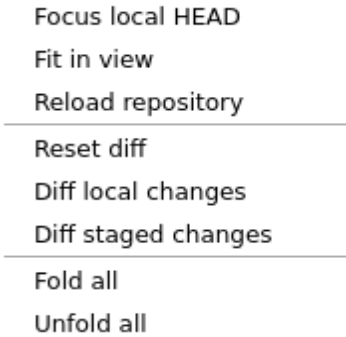 Focus local HEAD
Fit in view
Reload repository
Reset diff
Diff local changes
Diff staged changes
Fold all
Unfold all